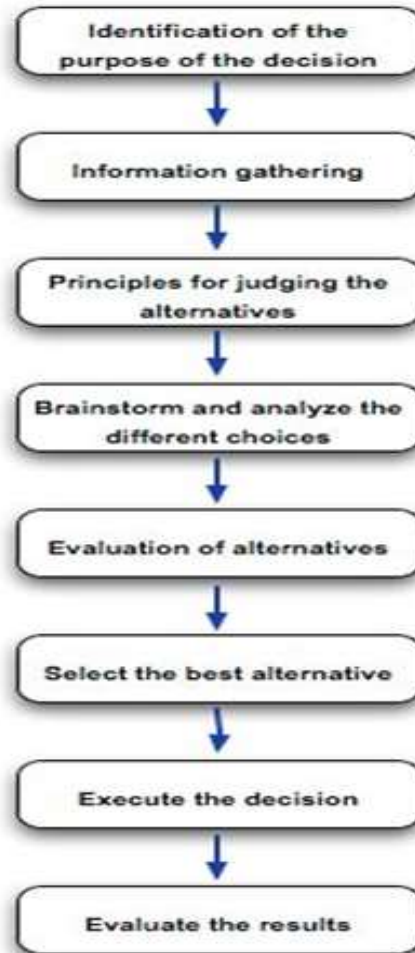 Identification of the
purpose of the decision
Information gathering
Principles for judging the
alternatives
Brainstorm and analyze the
different choices
Evaluation of alternatives
Select the best alternative
Execute the decision
Evaluate the results